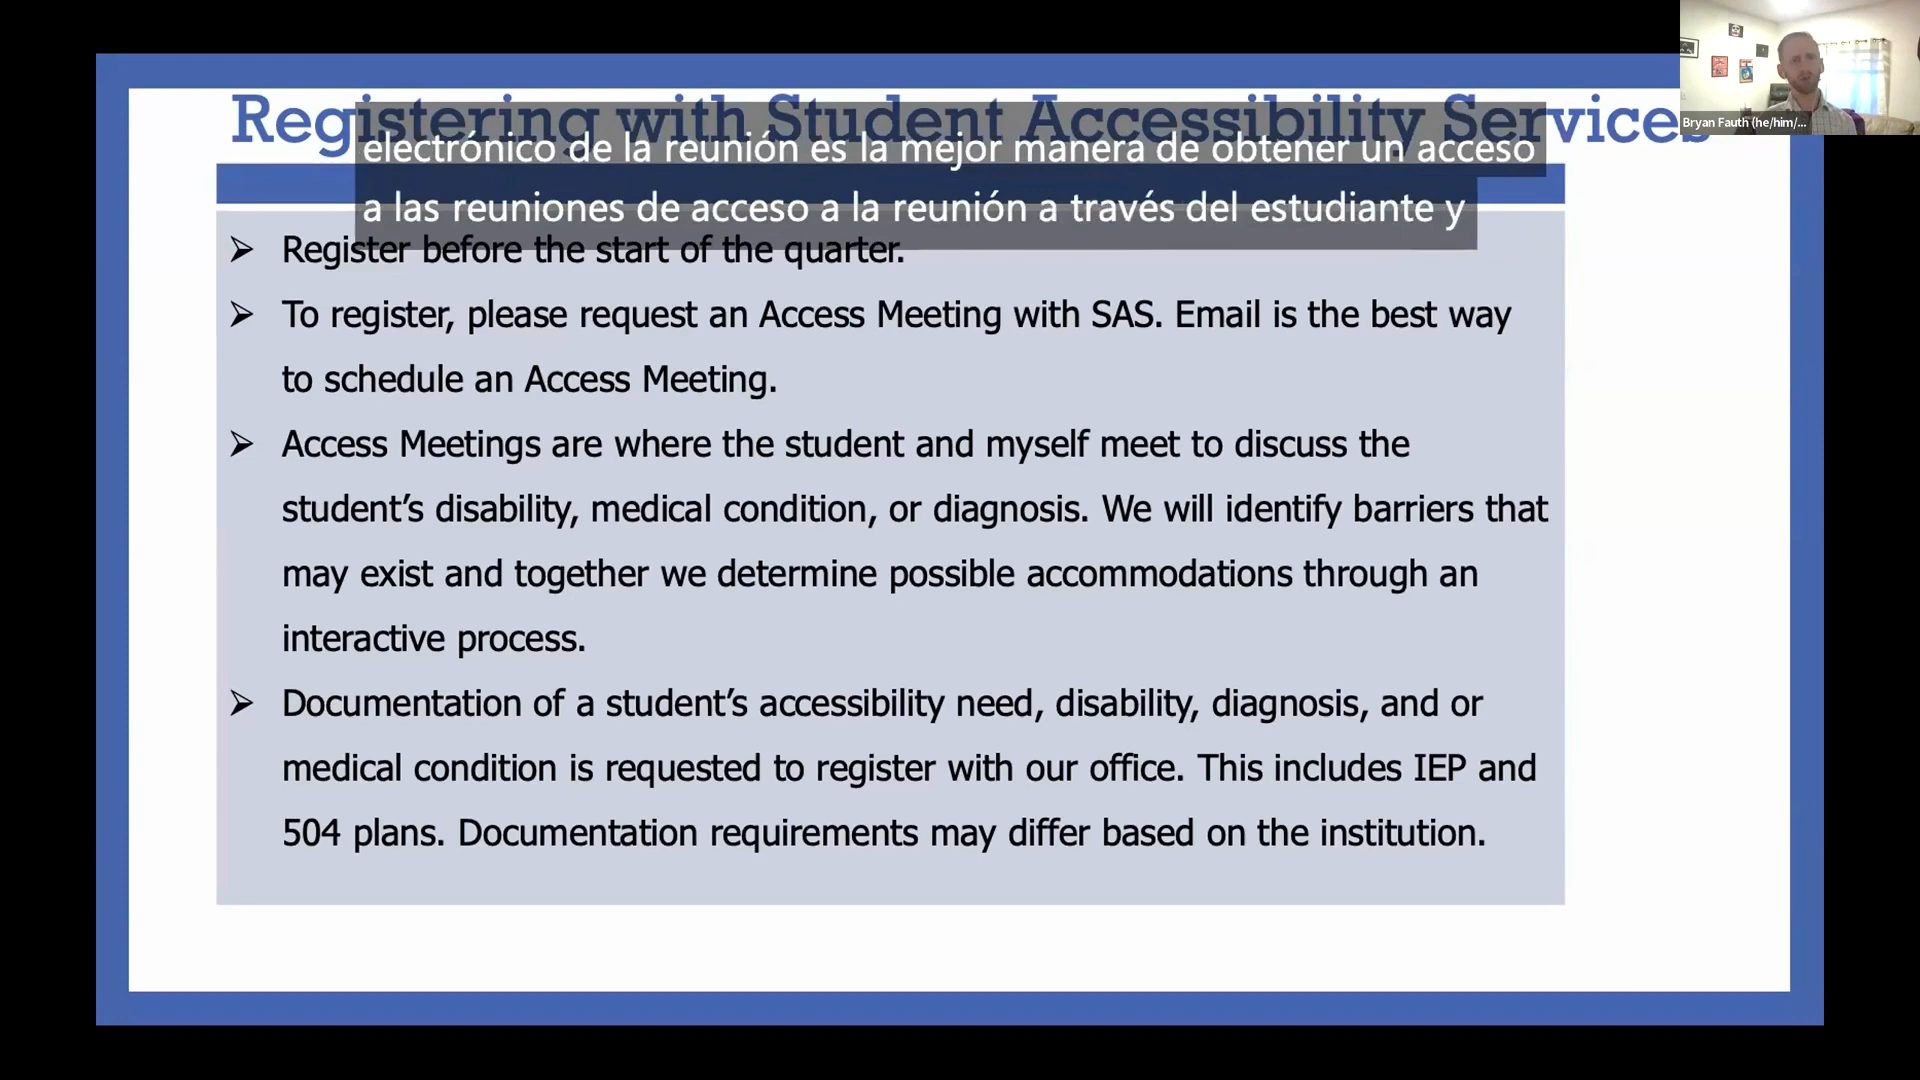 Registering with Student Accessibility Services
electrónico de la reunión es la mejor manera de obtener un acceso
a las reuniones de acceso a la reunión a través del estudiante y
➢ Register before the start of the quarter.
➢ To register, please request an Access Meeting with SAS. Email is the best way
to schedule an Access Meeting.
➢ Access Meetings are where the student and myself meet to discuss the
student’s disability, medical condition, or diagnosis. We will identify barriers that
may exist and together we determine possible accommodations through an
interactive process.
➢ Documentation of a student’s accessibility need, disability, diagnosis, and or
medical condition is requested to register with our office. This includes IEP and
504 plans. Documentation requirements may differ based on the institution.
Bryan Fauth (he/him/...